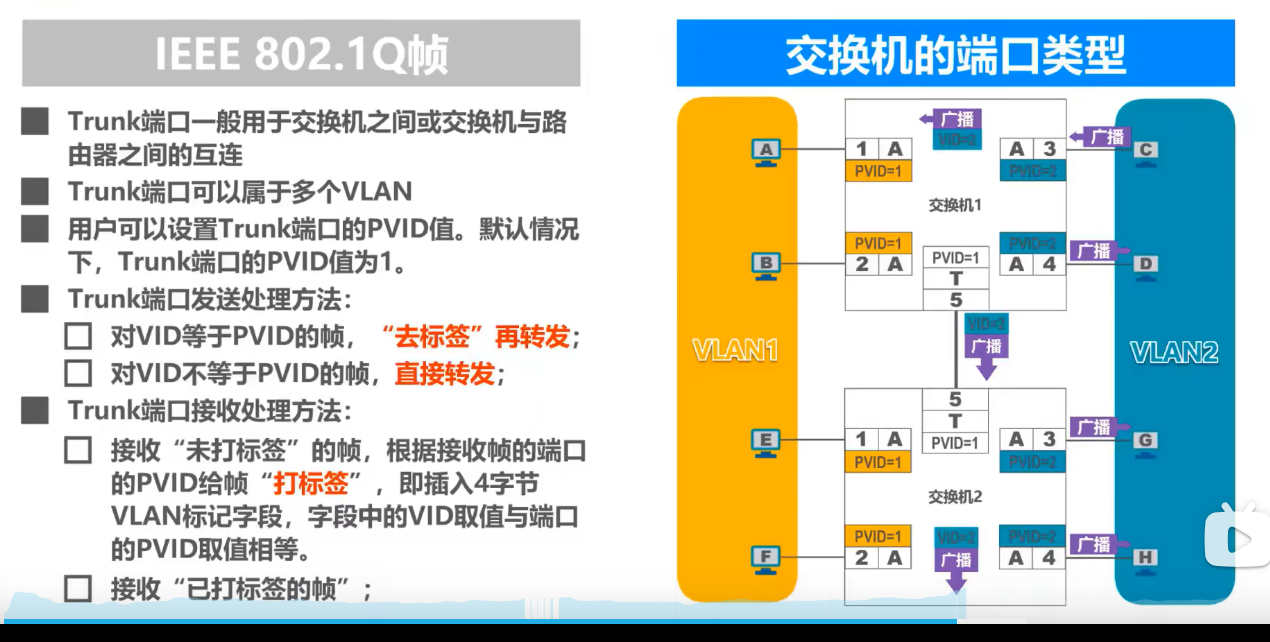 IEEE 802.1Q帧
Trunk端口一般用于交换机之间或交换机与路
由器之间的互连
Trunk端口可以属于多个VLAN
用户可以设置Trunk端口的PVID值。默认情况
下，Trunk端口的PVID值为1。
Trunk端口发送处理方法：
对VID等于PVID的帧，“去标签”再转发；
对VID不等于PVID的帧，直接转发；
Trunk端口接收处理方法：
接收“未打标签”的帧，根据接收帧的端口
的PVID给帧“打标签”，即插入4字节
VLAN标记字段，字段中的VID取值与端口
的PVID取值相等。
接收“已打标签的帧”；
交换机的端口类型
广播
VID=2
广播
A
1 A
A 3
C
PVID=1
PVID=2
交换机1
PVID=1
PVID=2
广播
B
2 A
PVID=1
A 4
D
T
5
VID=2
广播
VLAN1
VLAN2
5
T
PVID=1
广播
E
1 A
A 3
G
PVID=1
PVID=2
交换机2
PVID=1
VID=2
PVID=2
广播
F
2 A
广播
A 4
H